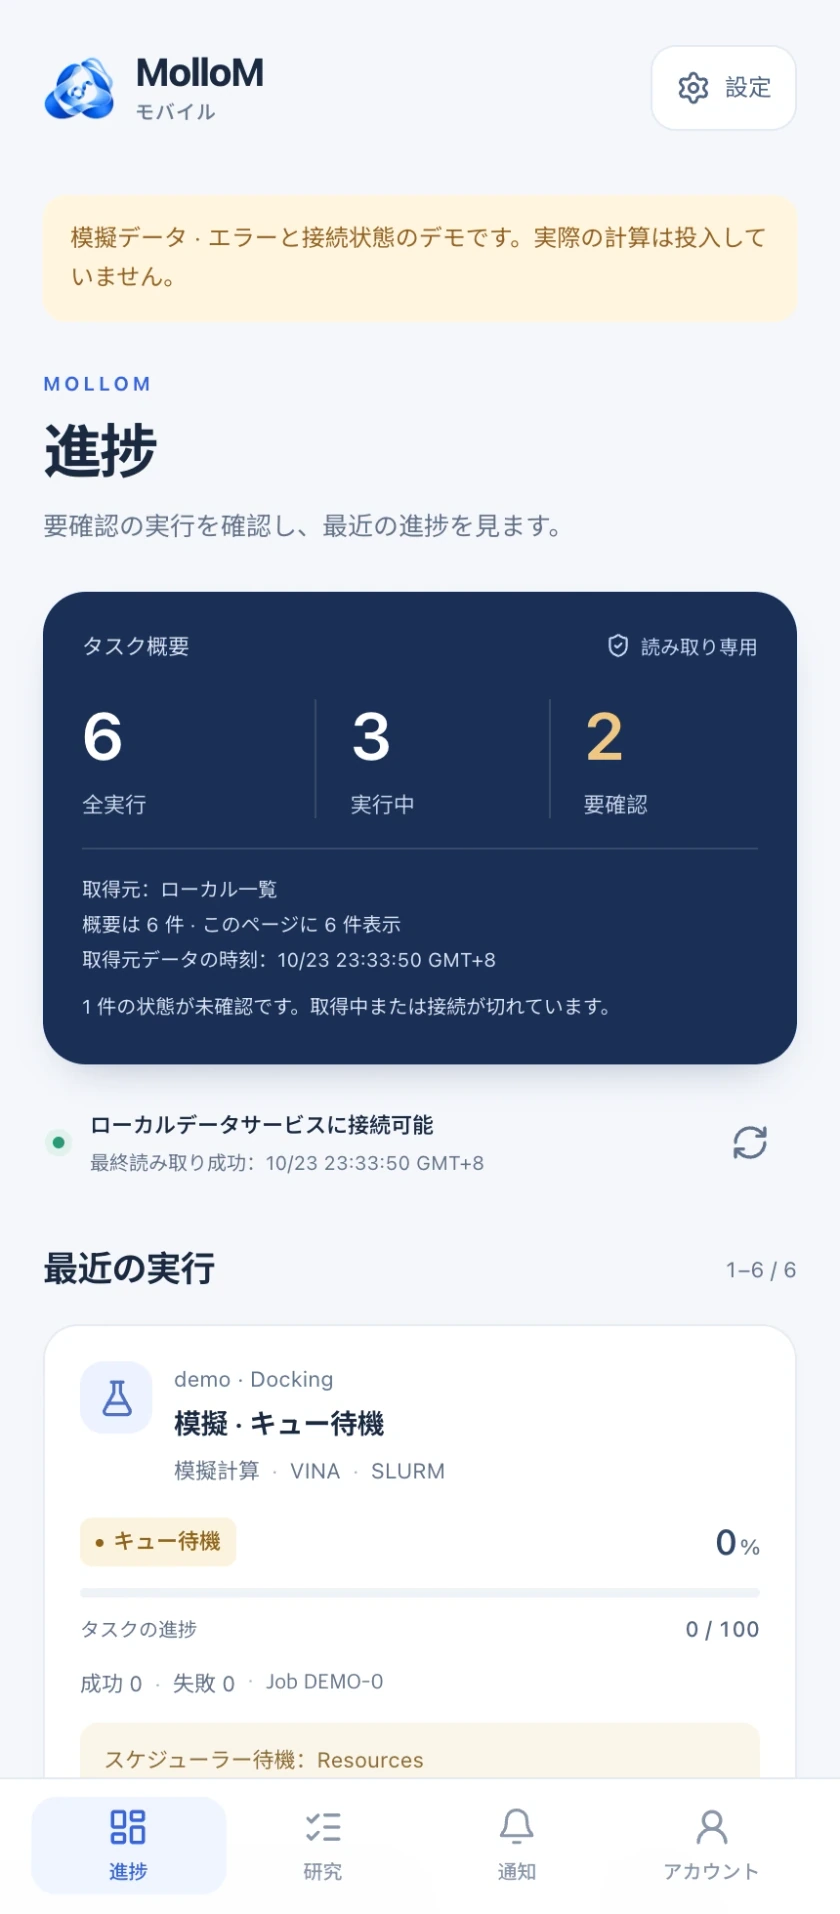 MolloM
モバイル
設定
模擬データ · エラーと接続状態のデモです。実際の計算は投入して
いません。
MOLLOM
進捗
要確認の実行を確認し、最近の進捗を見ます。
タスク概要
読み取り専用
6
3
2
全実行
実行中
要確認
取得元: ローカル一覧
概要は 6 件 · このページに 6 件表示
取得元データの時刻: 10/23 23:33:50 GMT+8
1 件の状態が未確認です。取得中または接続が切れています。
ローカルデータサービスに接続可能
最終読み取り成功: 10/23 23:33:50 GMT+8
最近の実行
1–6 / 6
demo · Docking
模擬 · キュー待機
模擬計算 · VINA · SLURM
キュー待機
0%
タスクの進捗
0 / 100
成功 0 · 失敗 0 · Job DEMO-0
スケジューラー待機: Resources
進捗
研究
通知
アカウント